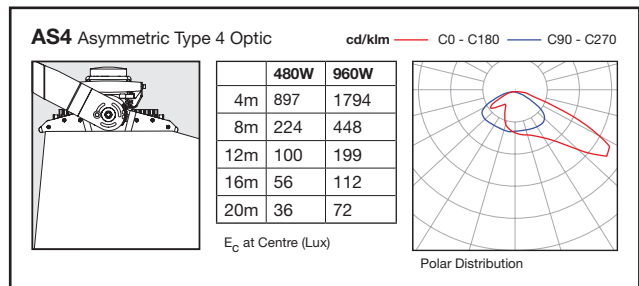 AS4 Asymmetric Type 4 Optic
cd/klm C0 - C180 C90 - C270
480W 960W
4m 897 1794
8m 224 448
12m 100 199
16m 56 112
20m 36 72
EC at Centre (Lux)
Polar Distribution